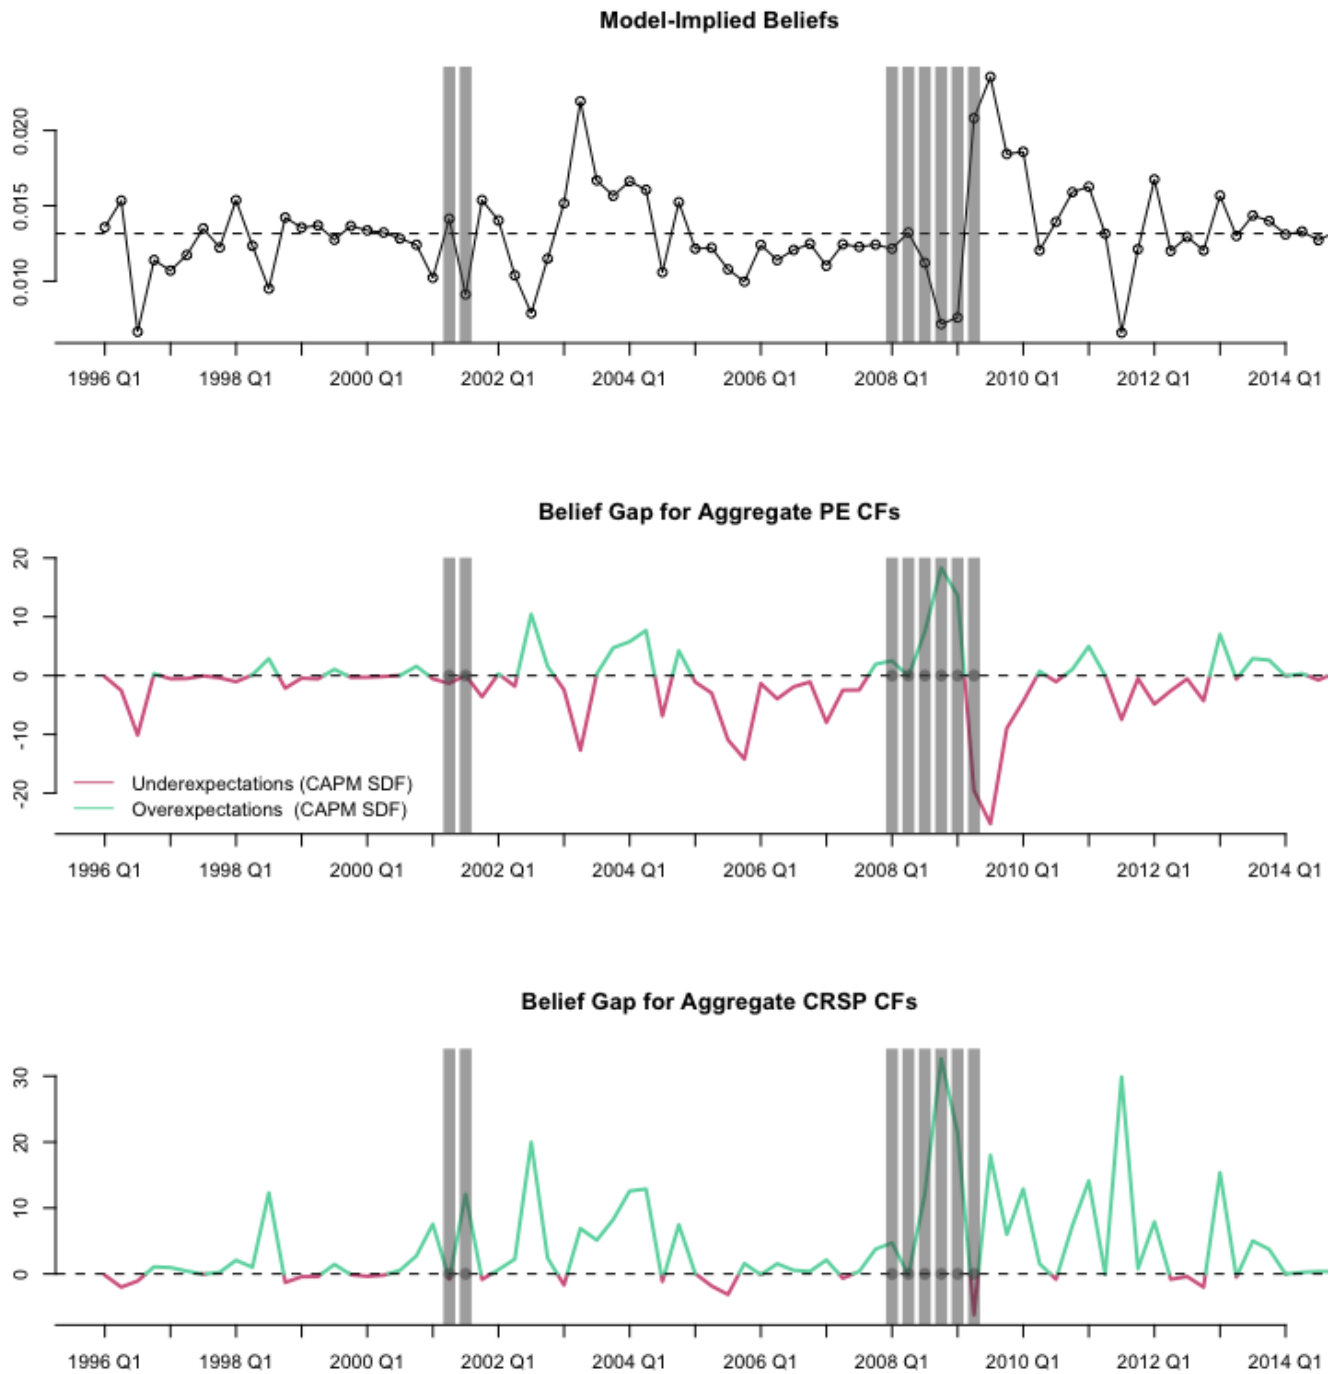 Model-Implied Beliefs
0.020
0.015
0.010
1996 Q1 1998 Q1 2000 Q1 2002 Q1 2004 Q1 2006 Q1 2008 Q1 2010 Q1 2012 Q1 2014 Q1
Belief Gap for Aggregate PE CFs
20
10
0
-10
-20
Underexpectations (CAPM SDF)
Overexpectations (CAPM SDF)
1996 Q1 1998 Q1 2000 Q1 2002 Q1 2004 Q1 2006 Q1 2008 Q1 2010 Q1 2012 Q1 2014 Q1
Belief Gap for Aggregate CRSP CFs
30
20
10
0
1996 Q1 1998 Q1 2000 Q1 2002 Q1 2004 Q1 2006 Q1 2008 Q1 2010 Q1 2012 Q1 2014 Q1